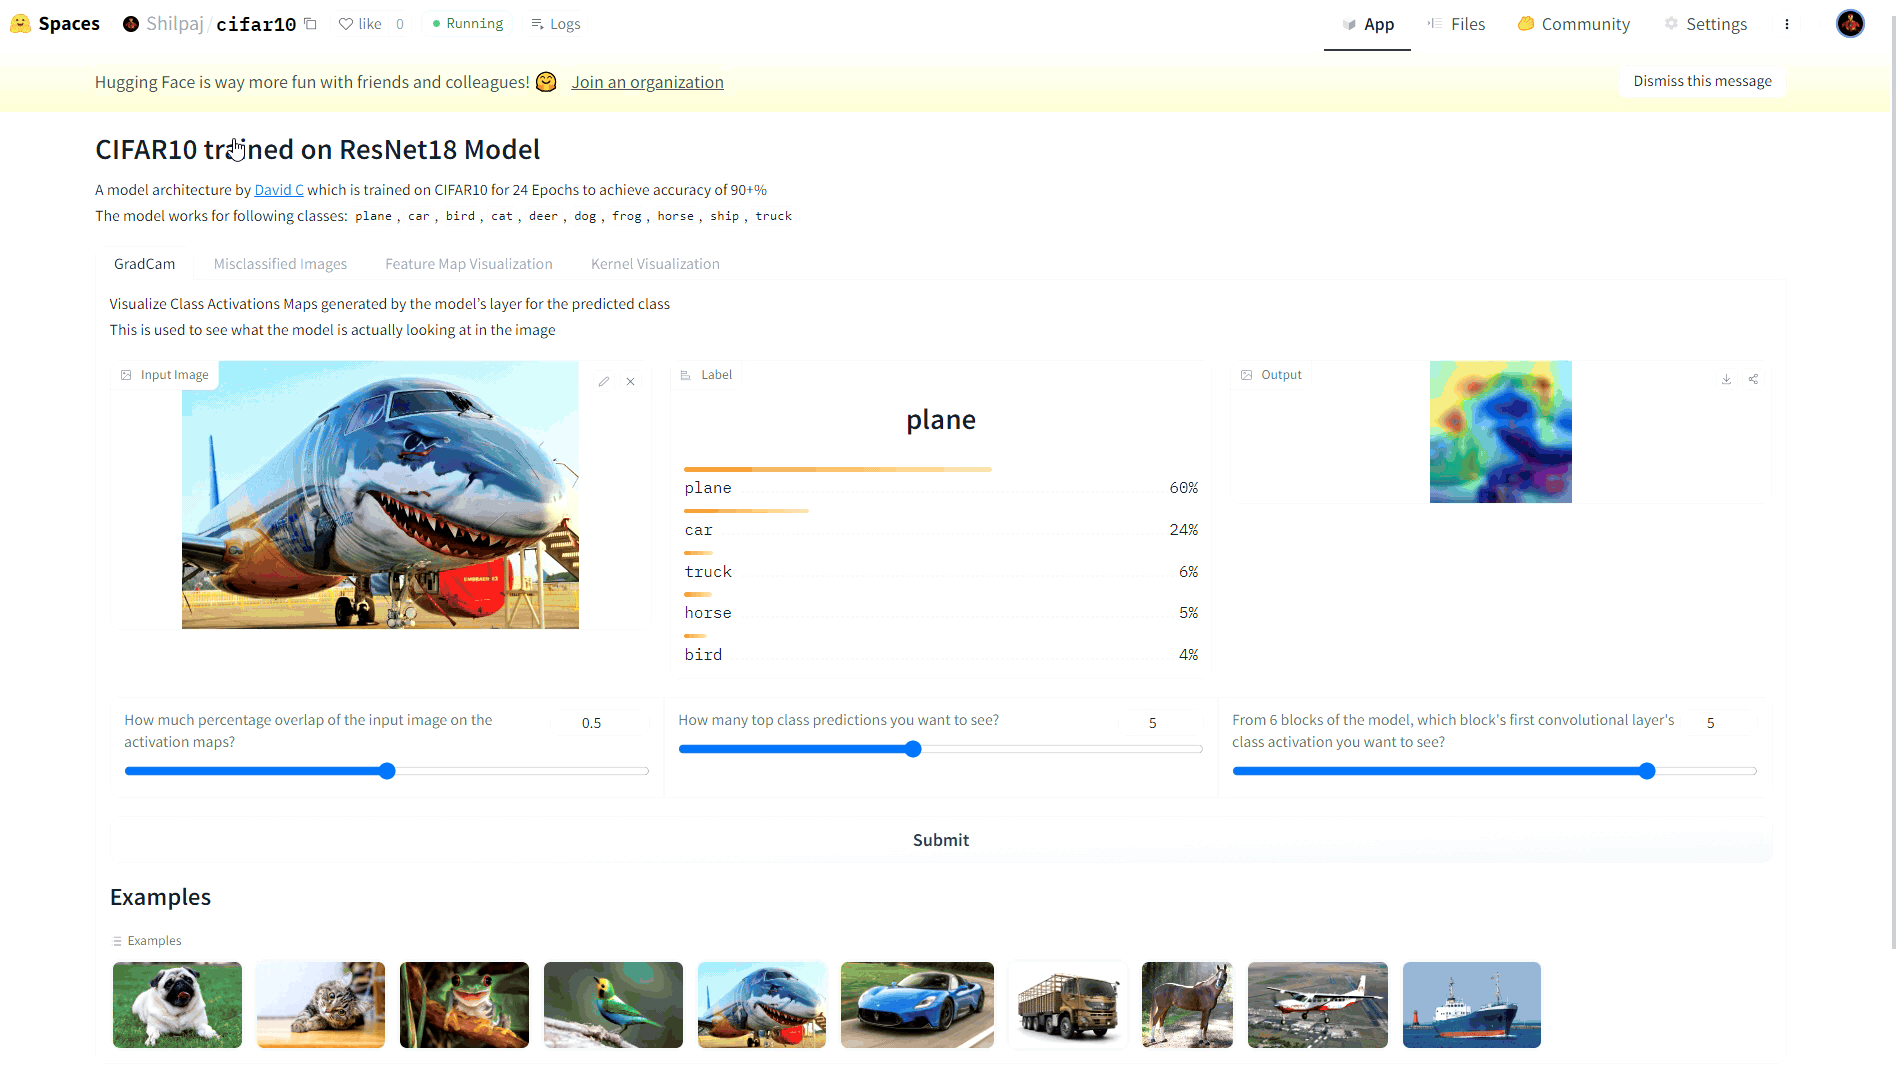 Spaces Shilpaj / cifar10 like 0 Running Logs App Files Community Settings
Hugging Face is way more fun with friends and colleagues! 🤗 Join an organization Dismiss this message
CIFAR10 trained on ResNet18 Model
A model architecture by David C which is trained on CIFAR10 for 24 Epochs to achieve accuracy of 90+%
The model works for following classes: plane , car , bird , cat , deer , dog , frog , horse , ship , truck
GradCam Misclassified Images Feature Map Visualization Kernel Visualization
Visualize Class Activations Maps generated by the model's layer for the predicted class
This is used to see what the model is actually looking at in the image
Input Image
Label
Output
plane
plane 60%
car 24%
truck 6%
horse 5%
bird 4%
EMBRAER
How much percentage overlap of the input image on the
activation maps?
0.5
How many top class predictions you want to see?
5
From 6 blocks of the model, which block's first convolutional layer's
class activation you want to see?
5
Submit
Examples
Examples